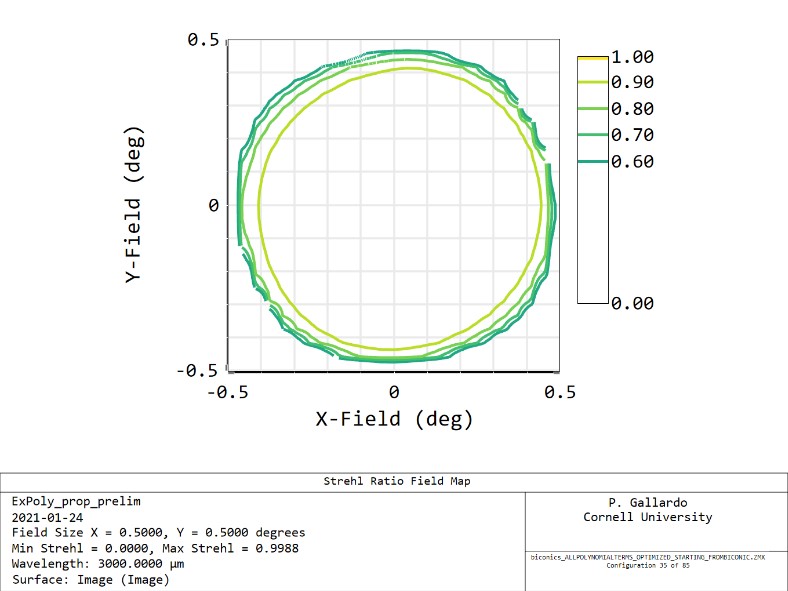 0.5
0
-0.5
Y-Field (deg)
-0.5
0
0.5
X-Field (deg)
1.00
0.90
0.80
0.70
0.60
0.00
Strehl Ratio Field Map
ExPoly_prop_prelim
2021-01-24
Field Size X = 0.5000, Y = 0.5000 degrees
Min Strehl = 0.0000, Max Strehl = 0.9988
Wavelength: 3000.0000 µm
Surface: Image (Image)
P. Gallardo
Cornell University
biconics_ALLPOLYNOMIALTERMS_OPTIMIZED_STARTING_FROMBICONIC.ZMX
Configuration 35 of 85